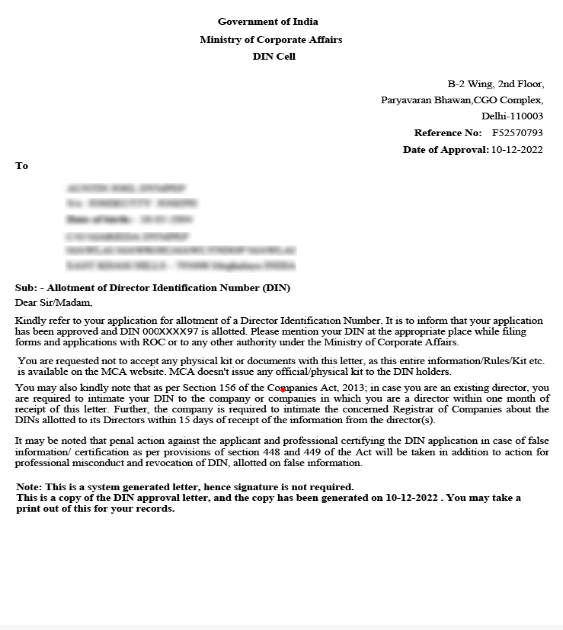 Government of India
Ministry of Corporate Affairs
DIN Cell
B-2 Wing, 2nd Floor,
Paryavaran Bhawan,CGO Complex,
Delhi-110003
Reference No: F52570793
Date of Approval: 10-12-2022
To
Sub: - Allotment of Director Identification Number (DIN)
Dear Sir/Madam,
Kindly refer to your application for allotment of a Director Identification Number. It is to inform that your application
has been approved and DIN 000XXXX97 is allotted. Please mention your DIN at the appropriate place while filing
forms and applications with ROC or to any other authority under the Ministry of Corporate Affairs.
You are requested not to accept any physical kit or documents with this letter, as this entire information/Rules/Kit etc.
is available on the MCA website. MCA doesn't issue any official/physical kit to the DIN holders.
You may also kindly note that as per Section 156 of the Companies Act, 2013; in case you are an existing director, you
are required to intimate your DIN to the company or companies in which you are a director within one month of
receipt of this letter. Further, the company is required to intimate the concerned Registrar of Companies about the
DINs allotted to its Directors within 15 days of receipt of the information from the director(s).
It may be noted that penal action against the applicant and professional certifying the DIN application in case of false
information/ certification as per provisions of section 448 and 449 of the Act will be taken in addition to action for
professional misconduct and revocation of DIN, allotted on false information.
Note: This is a system generated letter, hence signature is not required.
This is a copy of the DIN approval letter, and the copy has been generated on 10-12-2022 . You may take a
print out of this for your records.